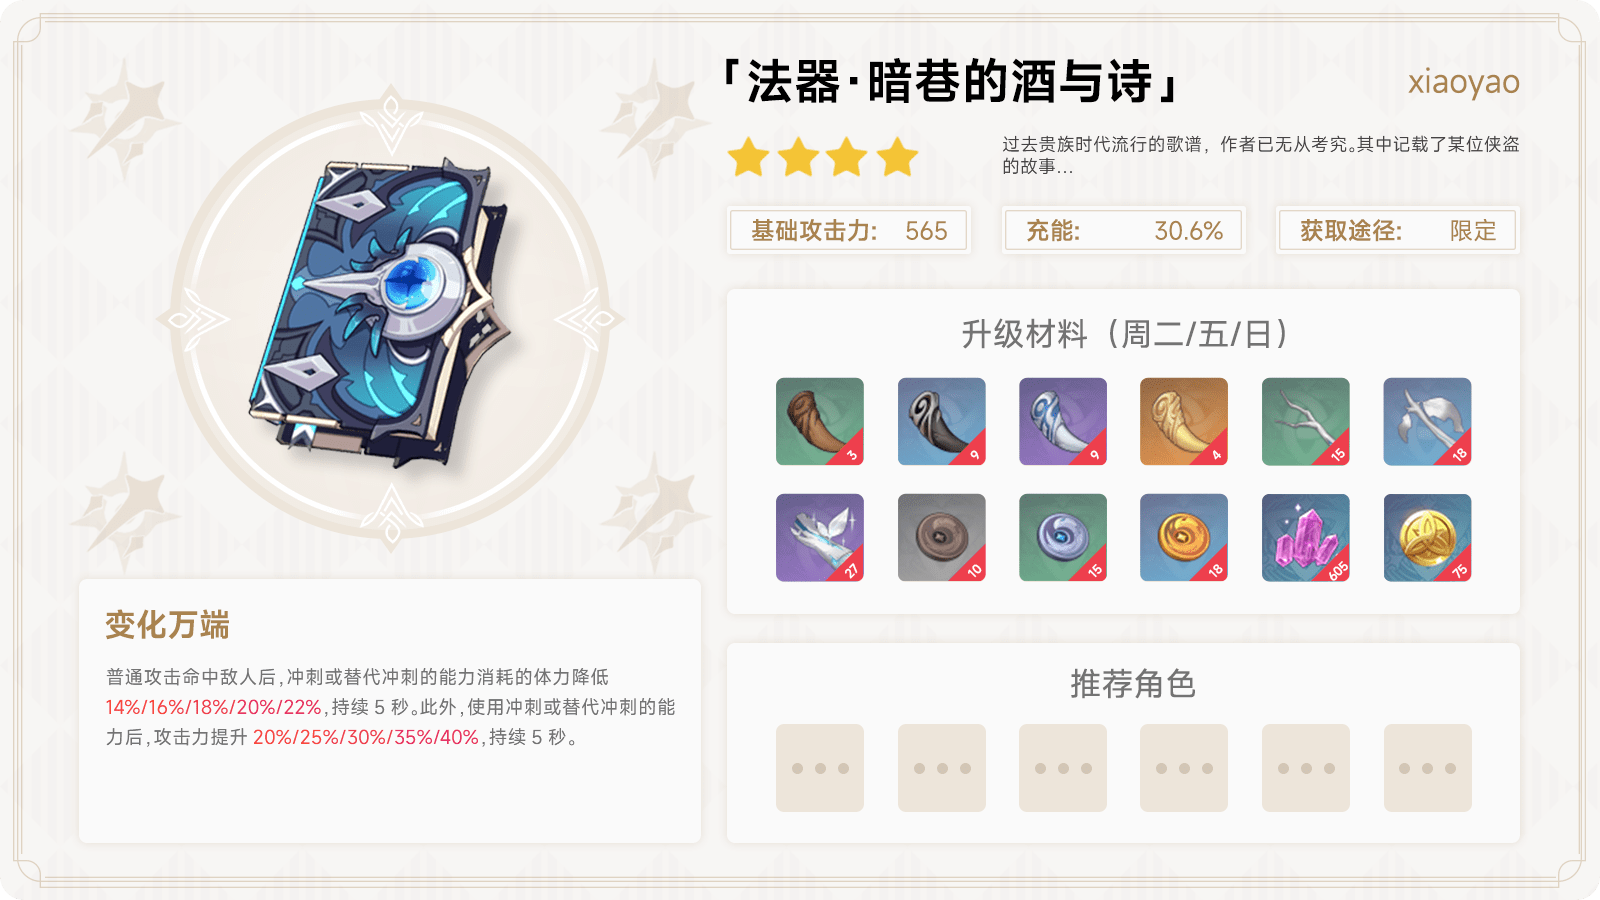 「法器·暗巷的酒与诗」
xiaoyao
过去贵族时代流行的歌谱，作者已无从考究。其中记载了某位侠盗
的故事...
基础攻击力: 565
充能: 30.6%
获取途径: 限定
升级材料（周二/五/日）
3 9 9 4 15 18
27 10 15 18 605 75
变化万端
普通攻击命中敌人后,冲刺或替代冲刺的能力消耗的体力降低
14%/16%/18%/20%/22%,持续 5 秒。此外,使用冲刺或替代冲刺的能
力后,攻击力提升 20%/25%/30%/35%/40%,持续 5 秒。
推荐角色